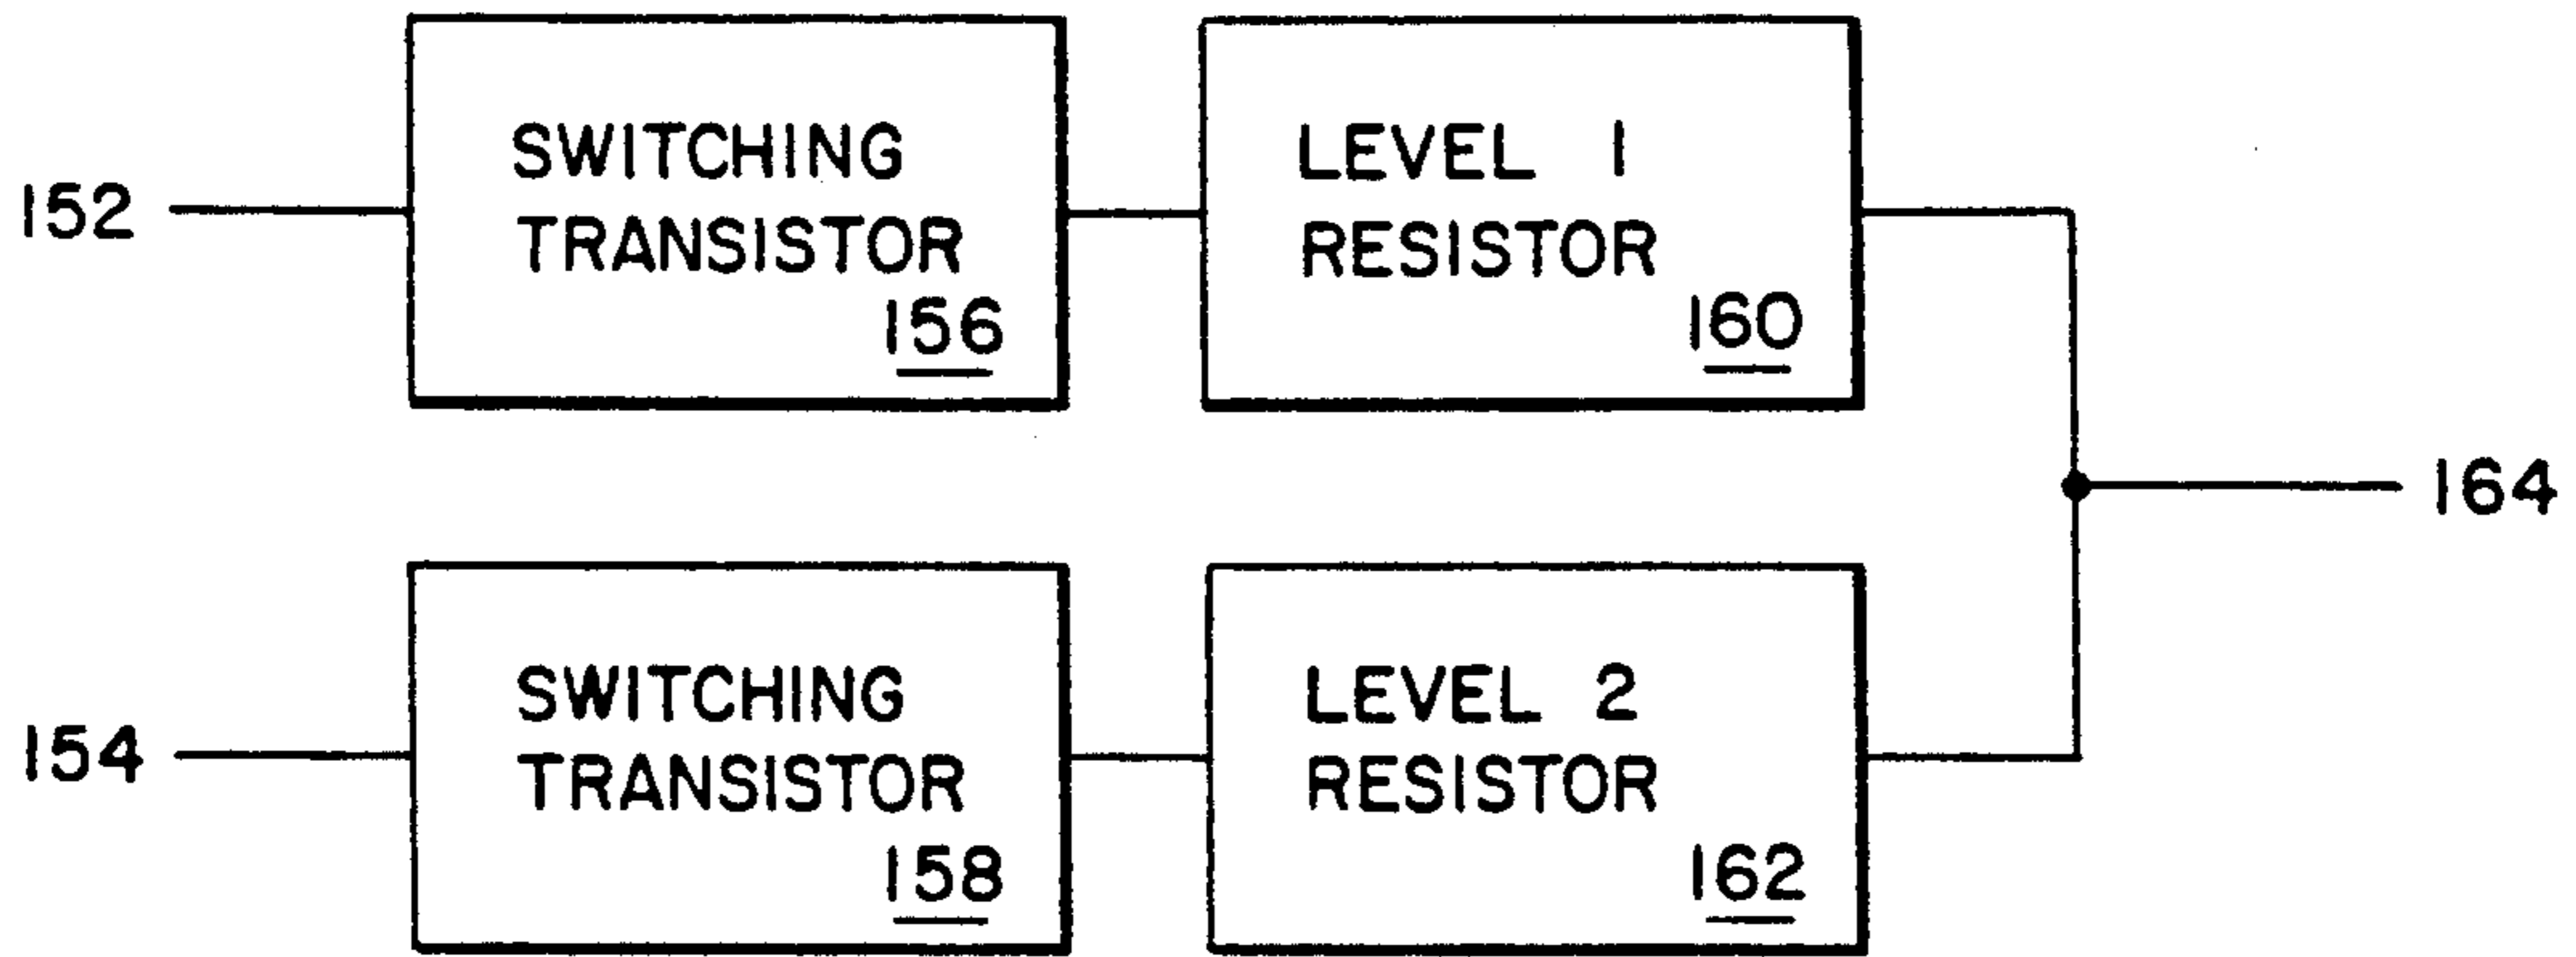 152
SWITCHING
TRANSISTOR
156
LEVEL 1
RESISTOR
160
164
154
SWITCHING
TRANSISTOR
158
LEVEL 2
RESISTOR
162